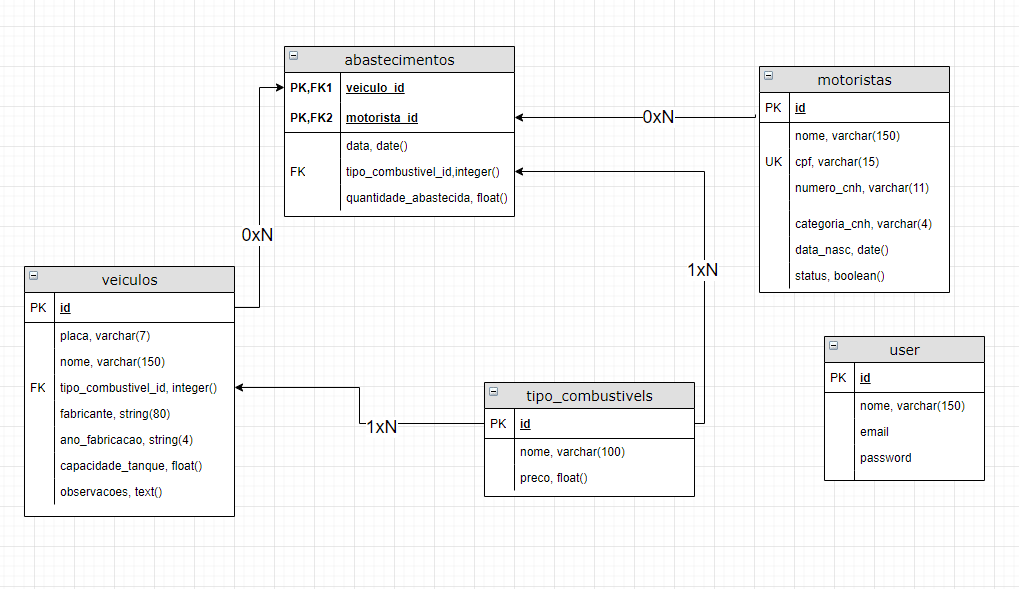 abastecimentos
PK,FK1 veiculo_id
PK,FK2 motorista_id
data, date()
FK tipo_combustivel_id,integer()
quantidade_abastecida, float()
motoristas
PK id
nome, varchar(150)
UK cpf, varchar(15)
numero_cnh, varchar(11)
categoria_cnh, varchar(4)
data_nasc, date()
status, boolean()
0xN
0xN
1xN
veiculos
PK id
placa, varchar(7)
nome, varchar(150)
FK tipo_combustivel_id, integer()
fabricante, string(80)
ano_fabricacao, string(4)
capacidade_tanque, float()
observacoes, text()
1xN
tipo_combustivels
PK id
nome, varchar(100)
preco, float()
user
PK id
nome, varchar(150)
email
password